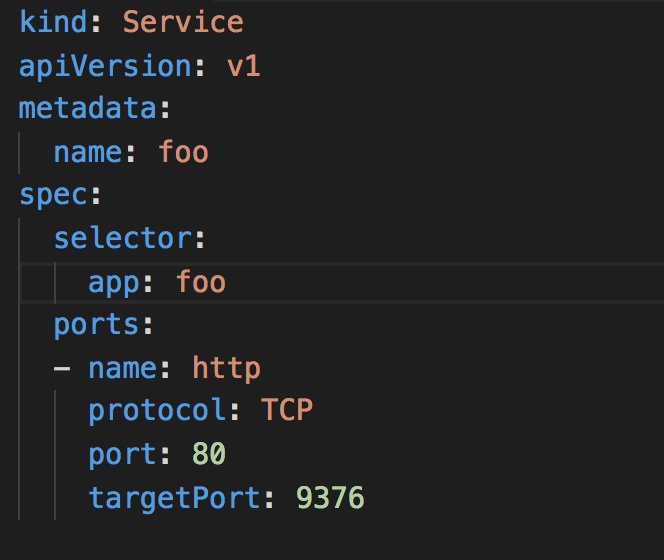 kind: Service
apiVersion: v1
metadata:
  name: foo
spec:
  selector:
    app: foo
  ports:
  - name: http
    protocol: TCP
    port: 80
    targetPort: 9376